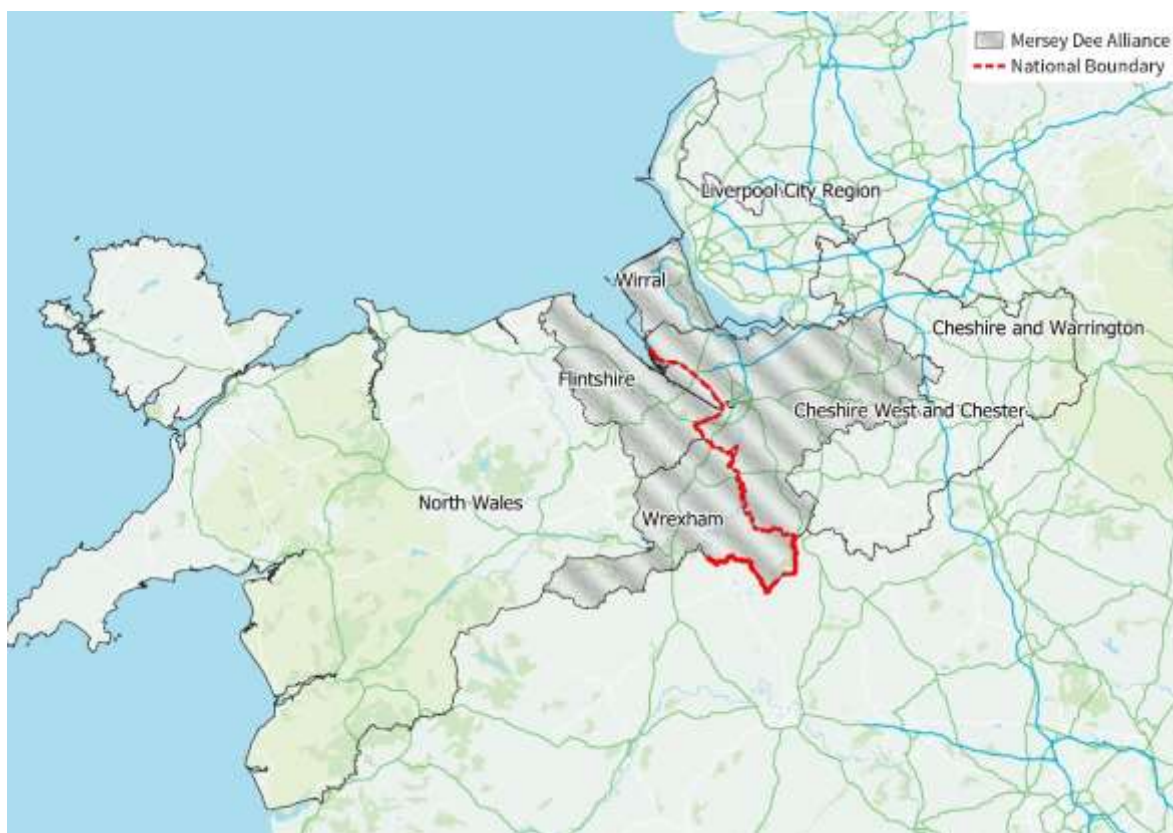 Mersey Dee Alliance
National Boundary
Liverpool City Region
Wirral
Cheshire and Warrington
Flintshire
Cheshire West and Chester
North Wales
Wrexham